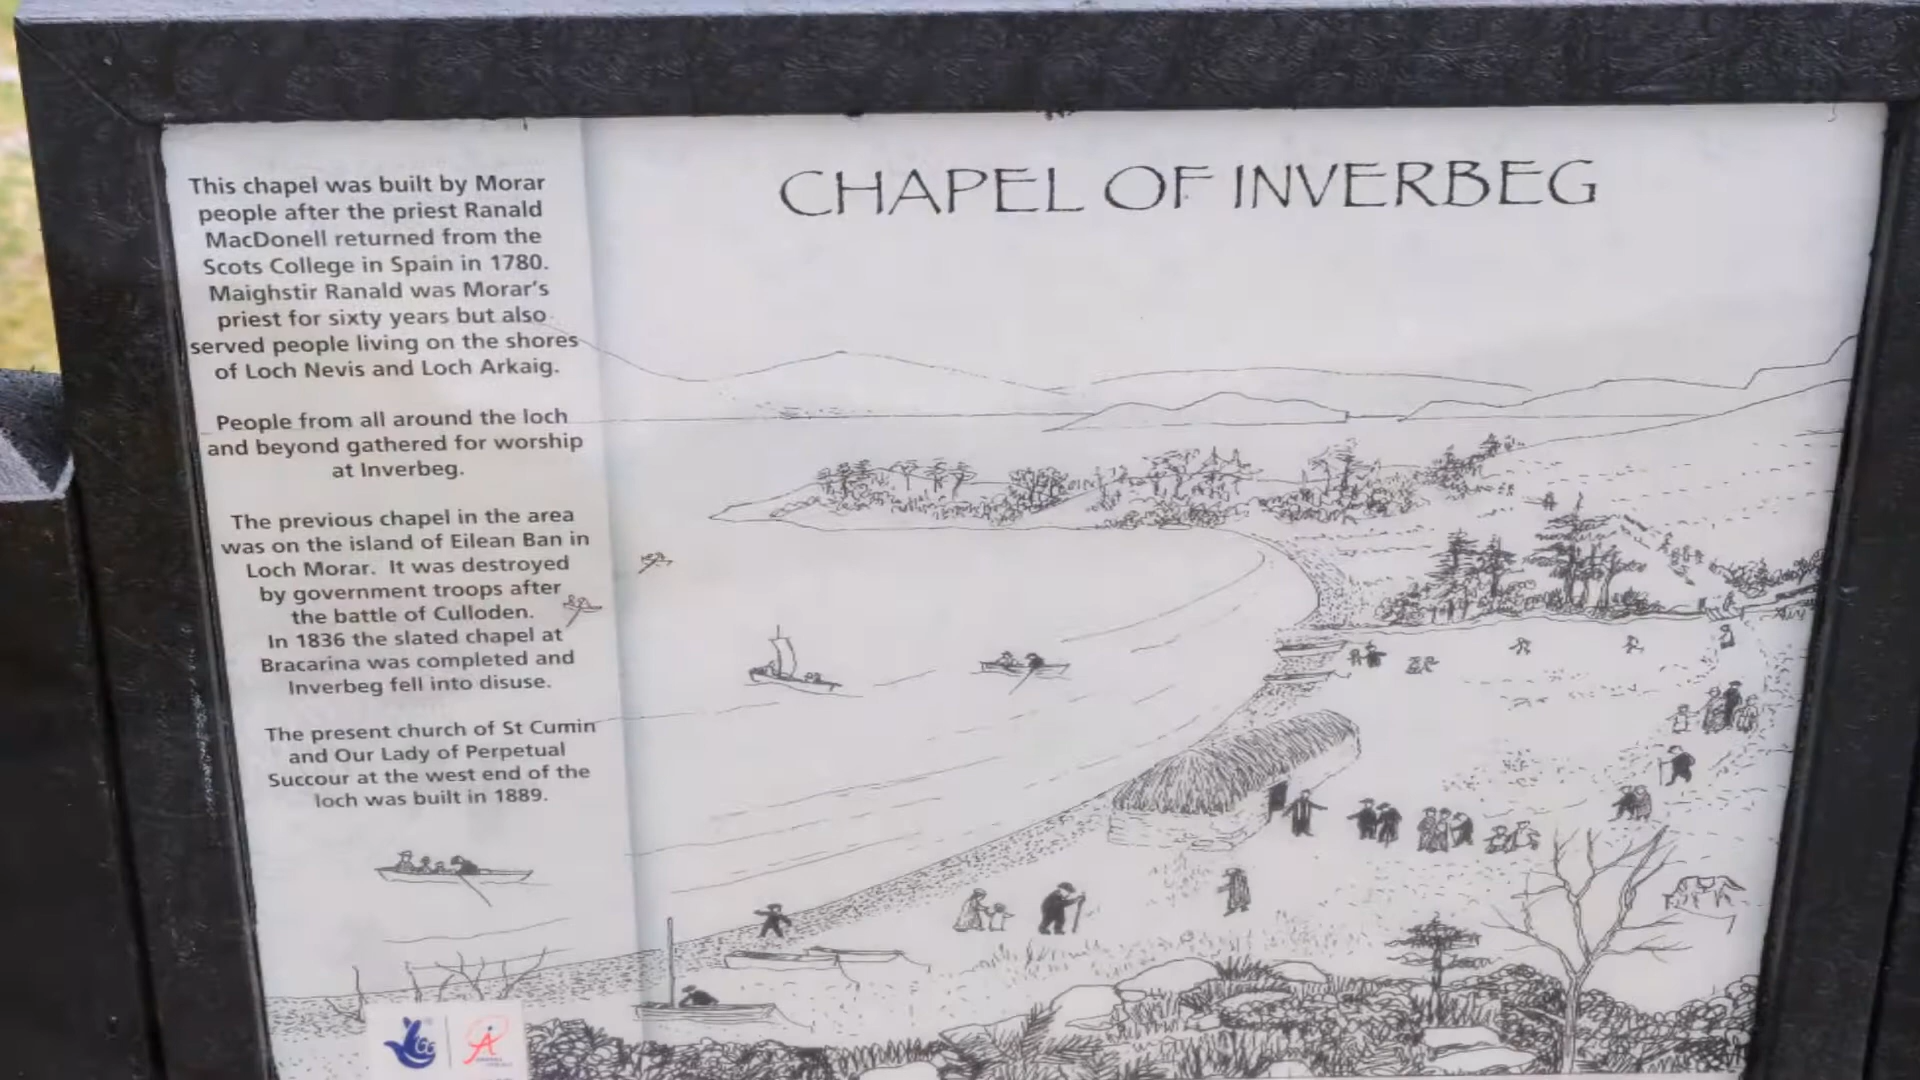 CHAPEL OF INVERBEG
This chapel was built by Morar
people after the priest Ranald
MacDonell returned from the
Scots College in Spain in 1780.
Maighstir Ranald was Morar's
priest for sixty years but also
served people living on the shores
of Loch Nevis and Loch Arkaig.
People from all around the loch
and beyond gathered for worship
at Inverbeg.
The previous chapel in the area
was on the island of Eilean Ban in
Loch Morar. It was destroyed
by government troops after
the battle of Culloden.
In 1836 the slated chapel at
Bracarina was completed and
Inverbeg fell into disuse.
The present church of St Cumin
and Our Lady of Perpetual
Succour at the west end of the
loch was built in 1889.